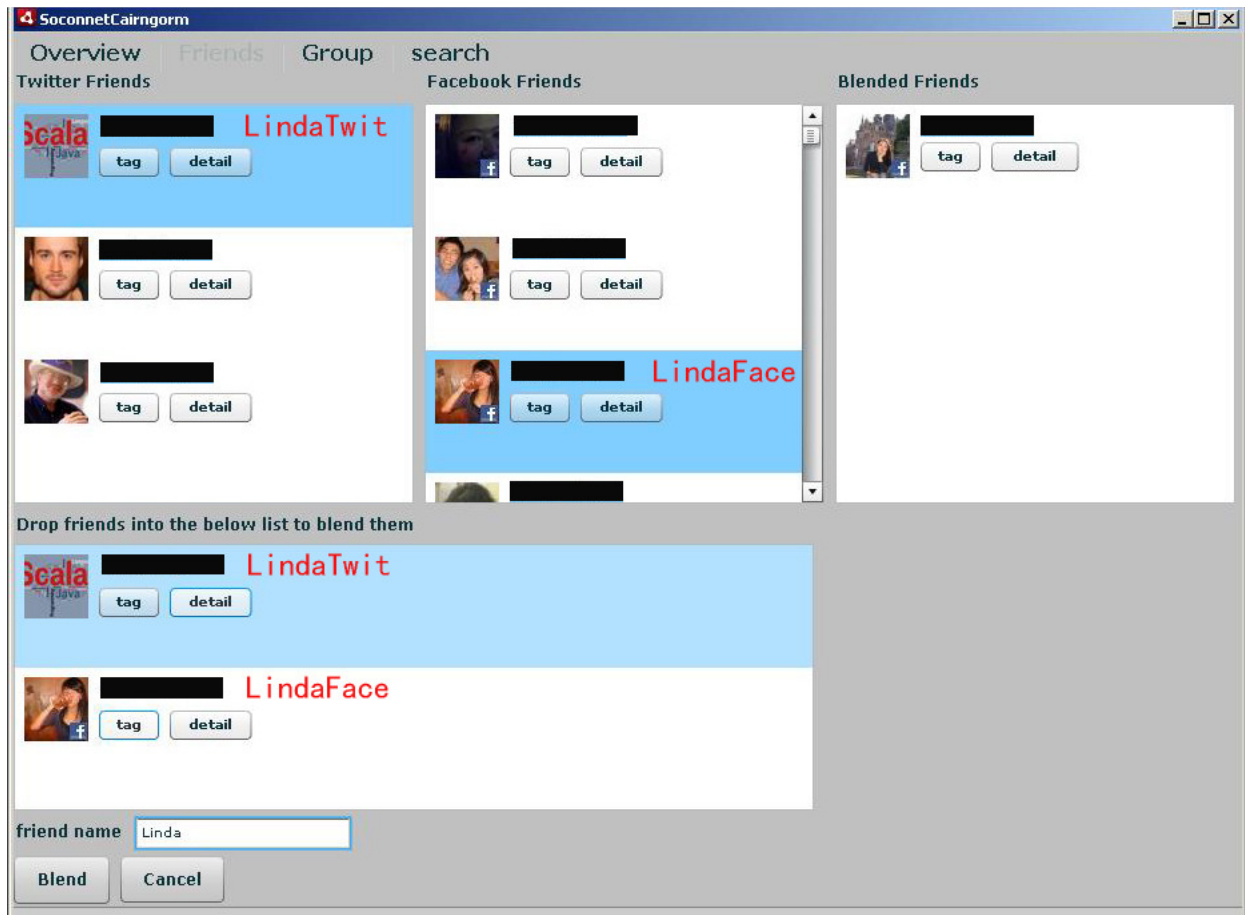 SoconnetCairngorm
Overview Friends Group search
Twitter Friends
Scala
Java
LindaTwit
tag detail
tag detail
tag detail
Facebook Friends
f
tag detail
f
tag detail
LindaFace
f
tag detail
Blended Friends
f
tag detail
Drop friends into the below list to blend them
Scala
Java
LindaTwit
tag detail
LindaFace
f
tag detail
friend name Linda
Blend Cancel